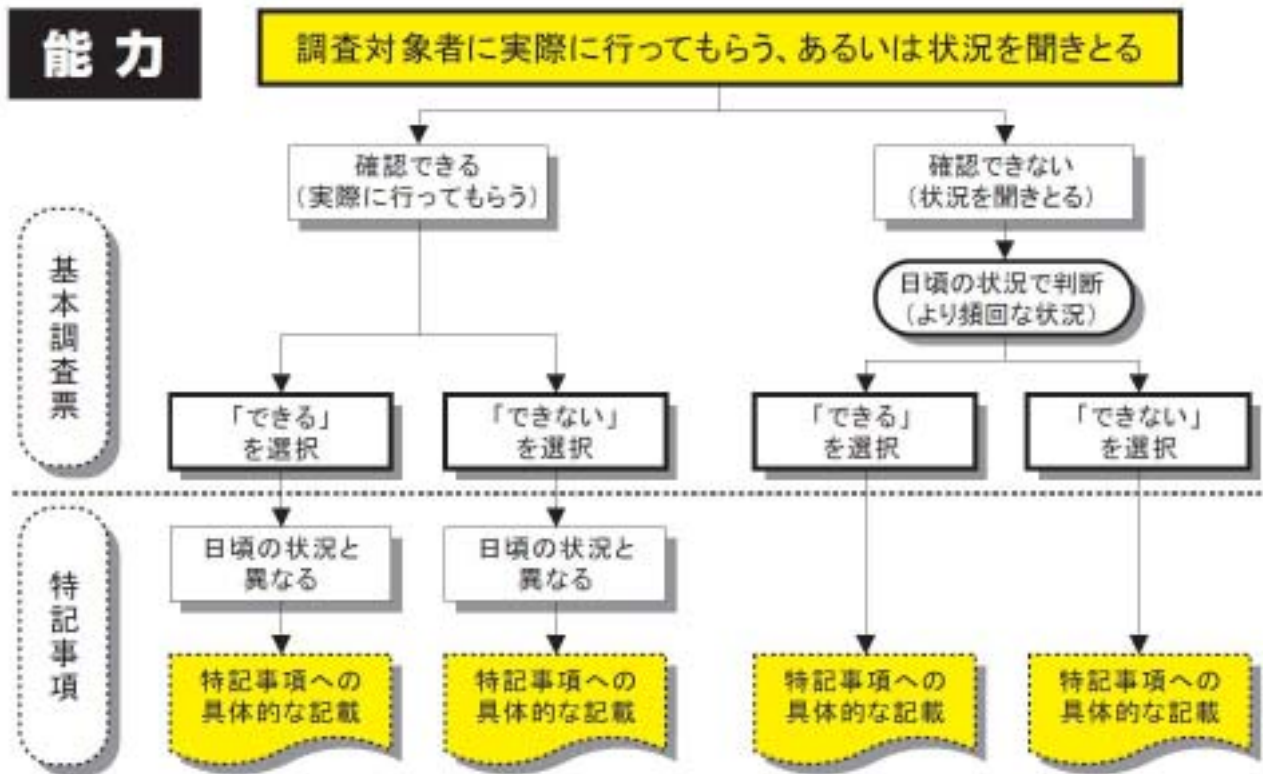 能力
調査対象者に実際に行ってもらう、あるいは状況を聞きとる
確認できる
(実際に行ってもらう)
確認できない
(状況を聞きとる)
基本調査票
日頃の状況で判断
(より頻回な状況)
「できる」
を選択
「できない」
を選択
「できる」
を選択
「できない」
を選択
特記事項
日頃の状況と
異なる
日頃の状況と
異なる
特記事項への
具体的な記載
特記事項への
具体的な記載
特記事項への
具体的な記載
特記事項への
具体的な記載